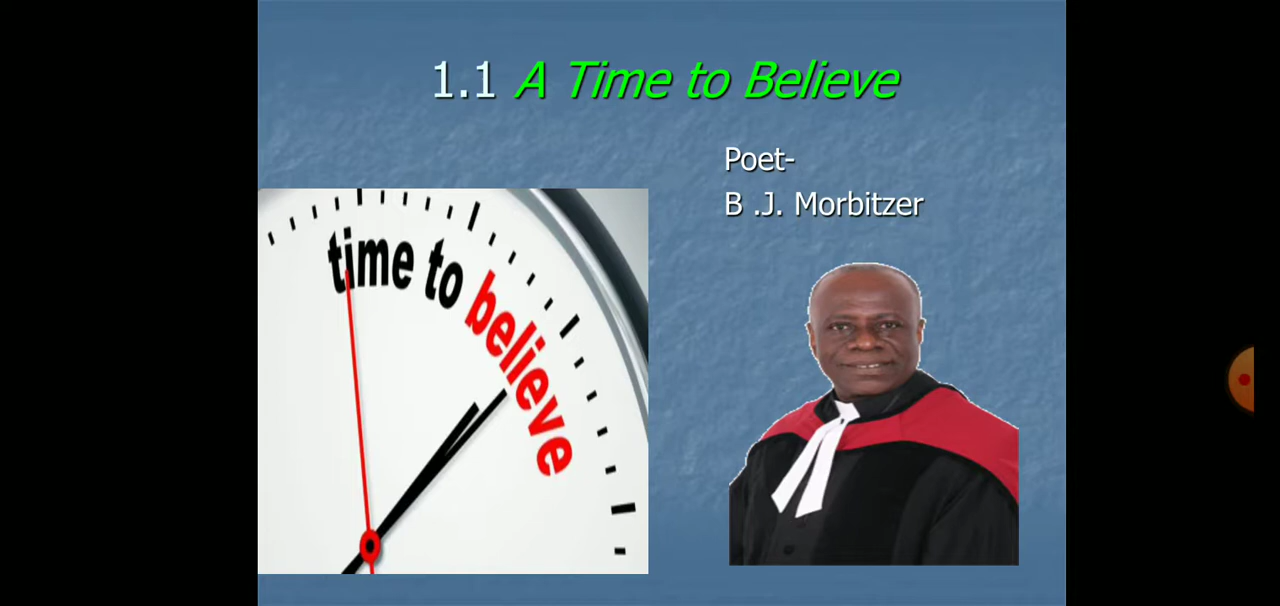 1.1 A Time to Believe
Poet-
B .J. Morbitzer
time to believe